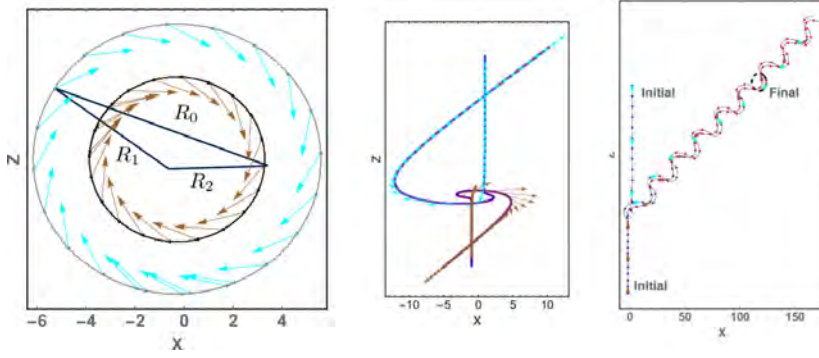 Z
R₀
R₁
R₂
−6 −4 −2 0 2 4
X
Z
−10 −5 0 5 10
X
Initial
Final
Initial
0 50 100 150
X